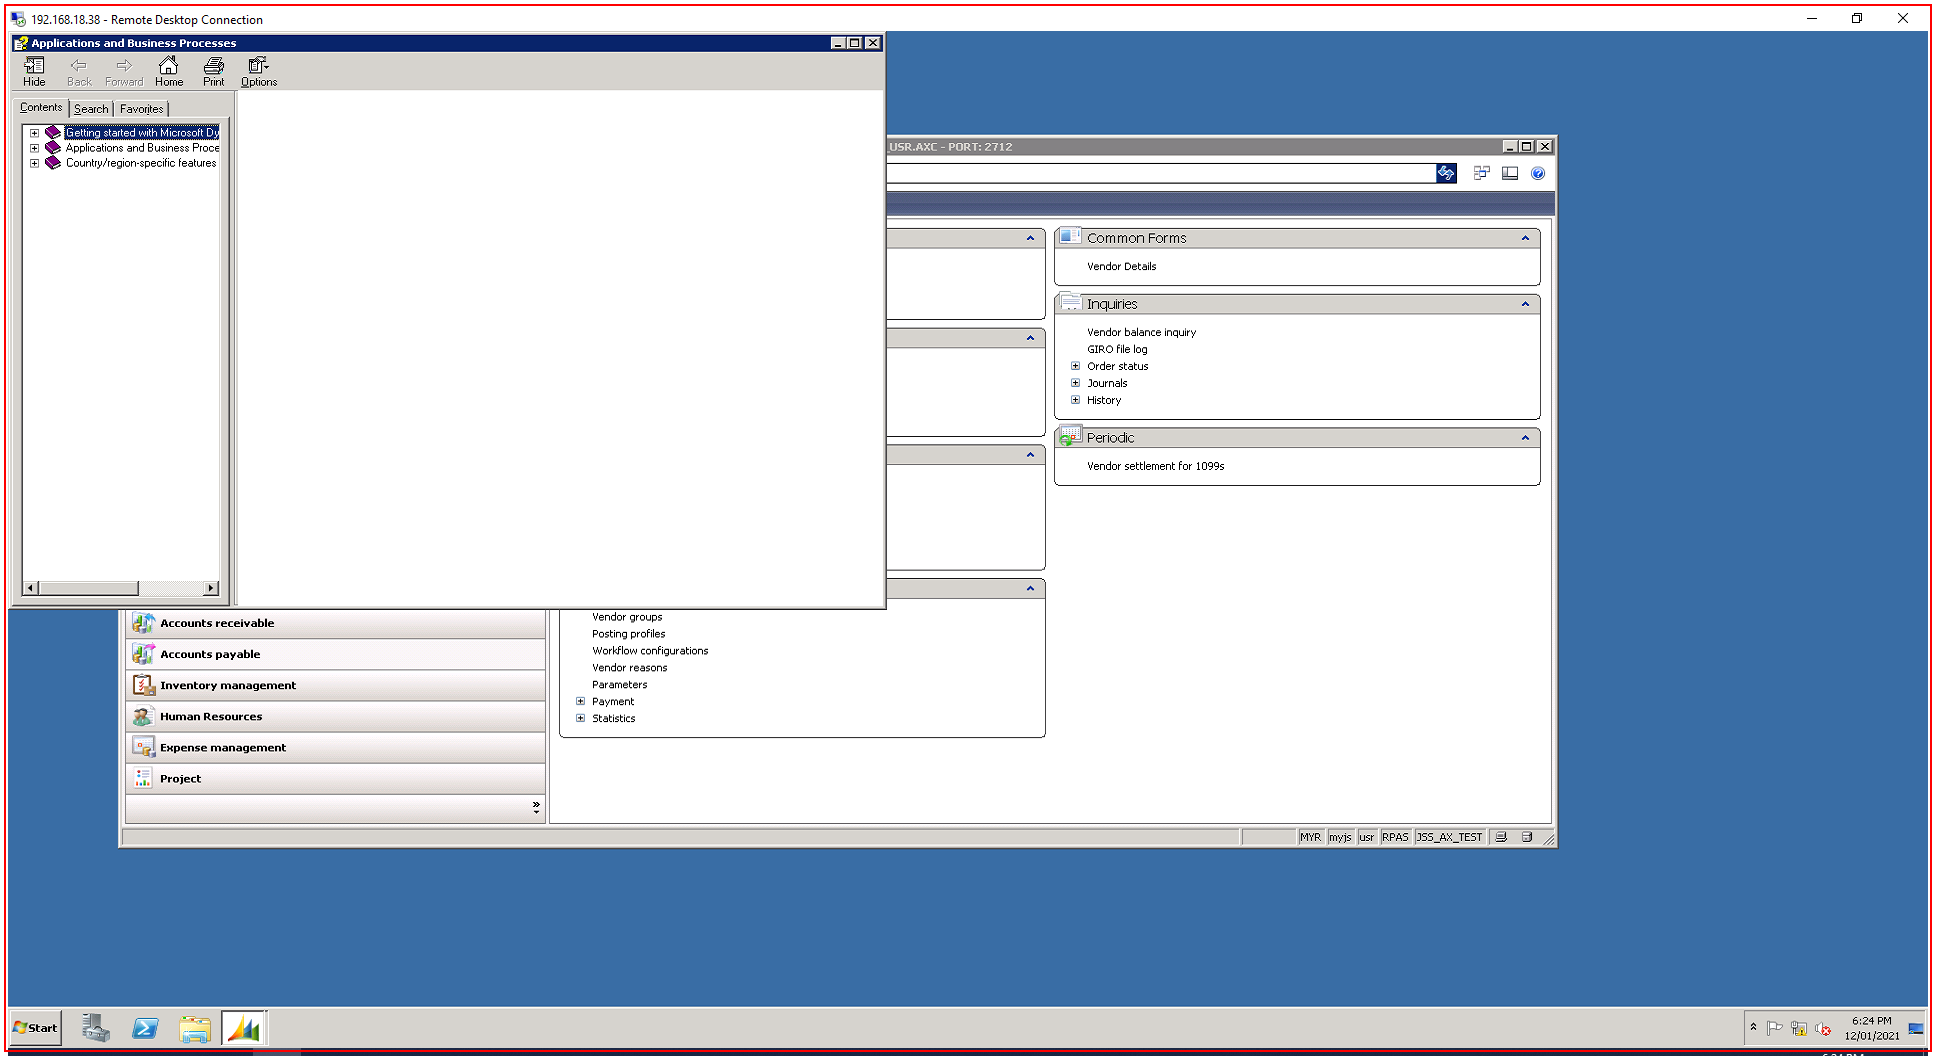 192.168.18.38 - Remote Desktop Connection
Applications and Business Processes
Hide
Back
Forward
Home
Print
Options
Contents
Search
Favorites
Getting started with Microsoft Dy
Applications and Business Proce
Country/region-specific features
_USR.AXC - PORT: 2712
Common Forms
Vendor Details
Inquiries
Vendor balance inquiry
GIRO file log
Order status
Journals
History
Periodic
Vendor settlement for 1099s
Accounts receivable
Accounts payable
Inventory management
Human Resources
Expense management
Project
Vendor groups
Posting profiles
Workflow configurations
Vendor reasons
Parameters
Payment
Statistics
MYR
myjs
usr
RPAS
JSS_AX_TEST
Start
6:24 PM
12/01/2021